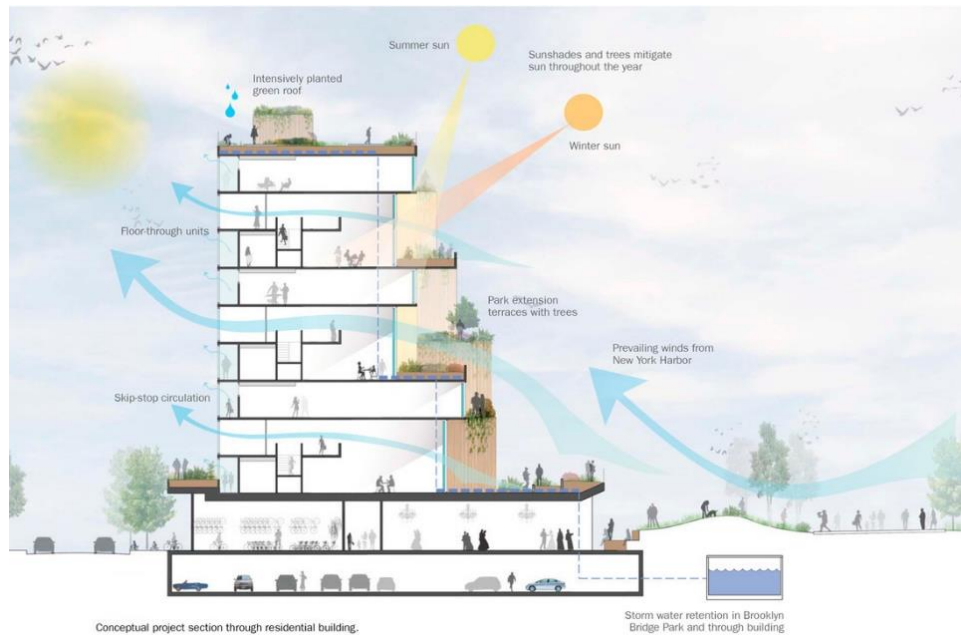 Summer sun
Sunshades and trees mitigate
sun throughout the year
Intensively planted
green roof
Winter sun
Floor-through units
Park extension
terraces with trees
Prevailing winds from
New York Harbor
Skip-stop circulation
Storm water retention in Brooklyn
Bridge Park and through building
Conceptual project section through residential building.